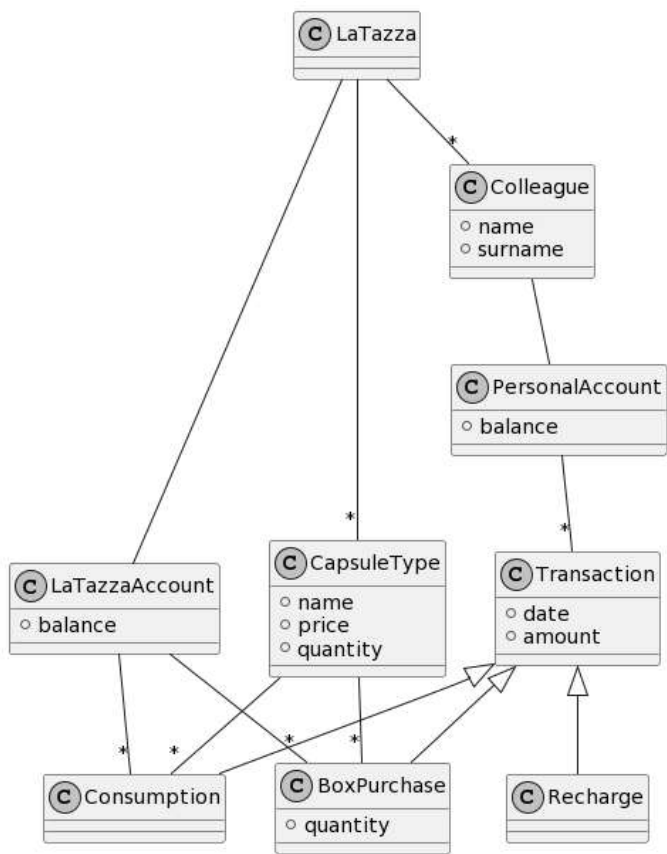 C LaTazza
*
C Colleague
name
surname
C PersonalAccount
balance
*
*
C LaTazzaAccount
balance
C CapsuleType
name
price
quantity
C Transaction
date
amount
*
*
*
*
C Consumption
C BoxPurchase
quantity
C Recharge